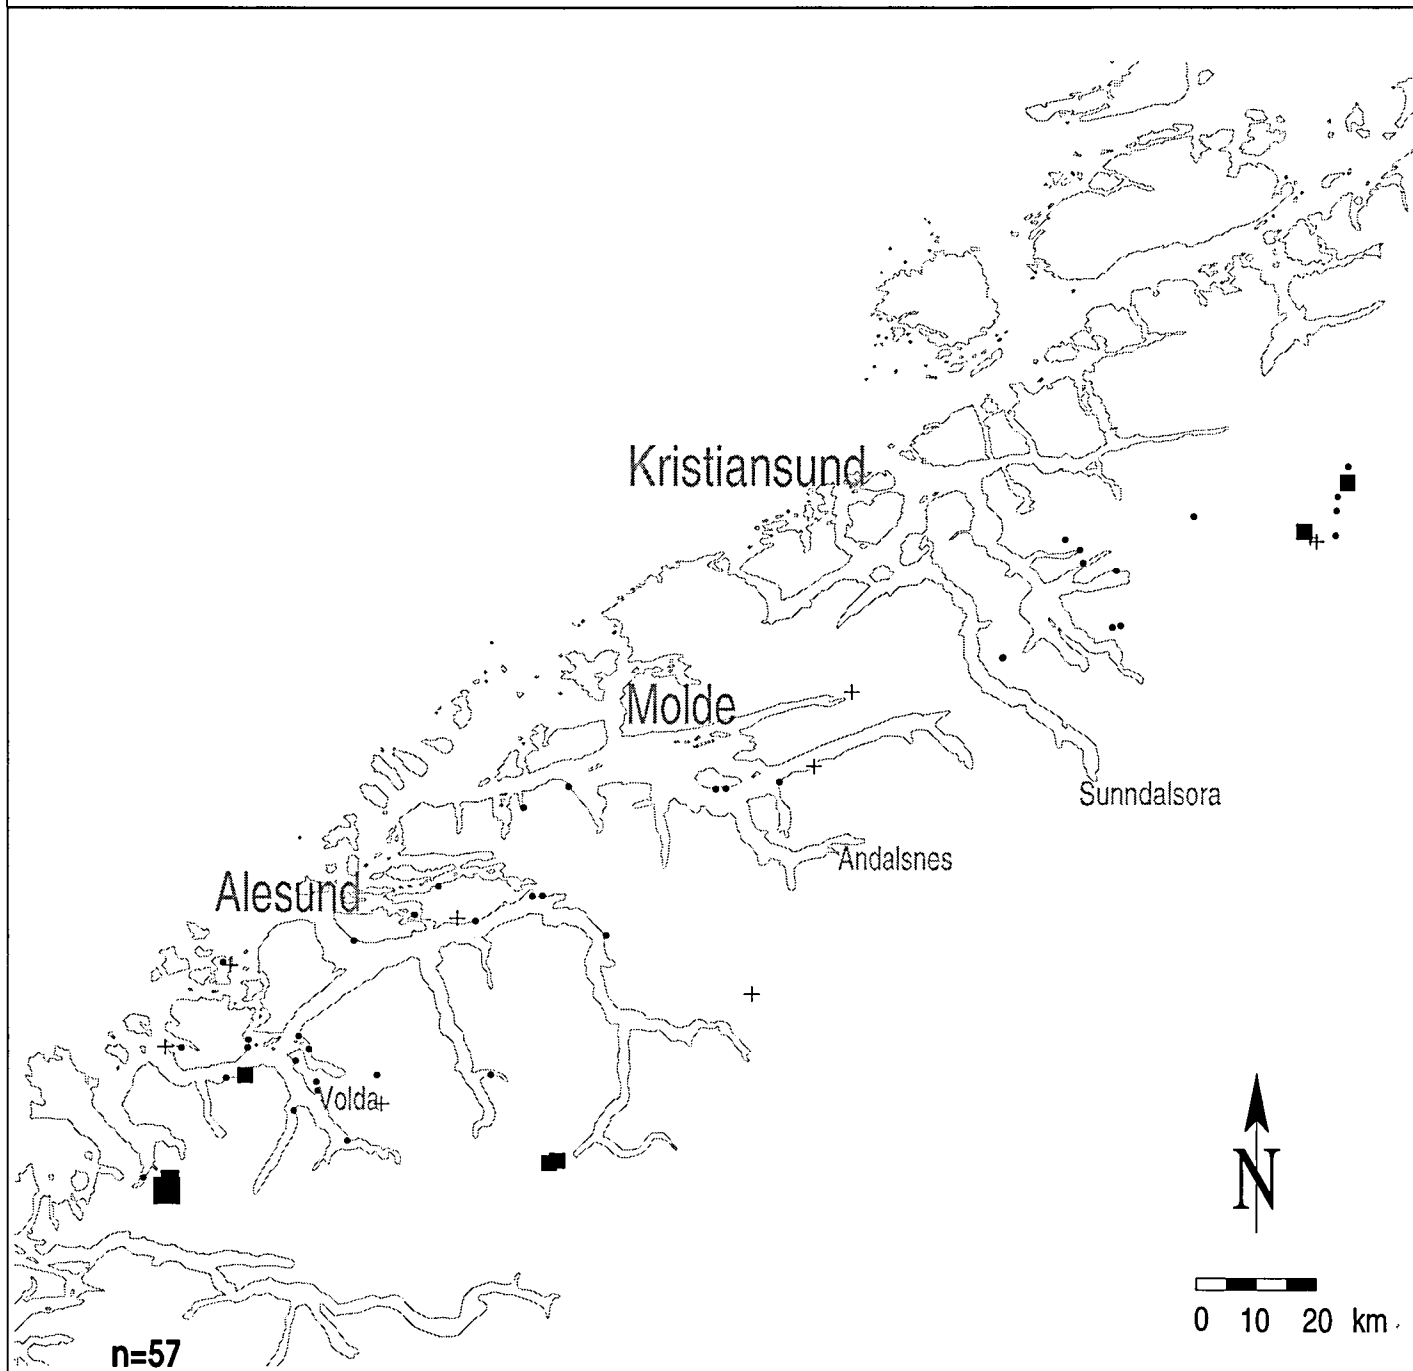 Kristiansund
Molde
Sunndalsora
Andalsnes
Alesund
Volda
N
0 10 20 km
n=57